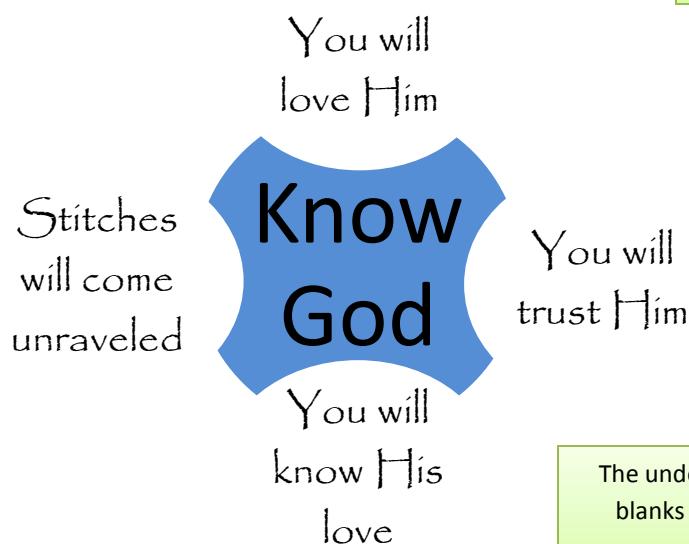 You will
love Him
Stitches
will come
unraveled
Know
God
You will
trust Him
You will
know His
love
The
blanks